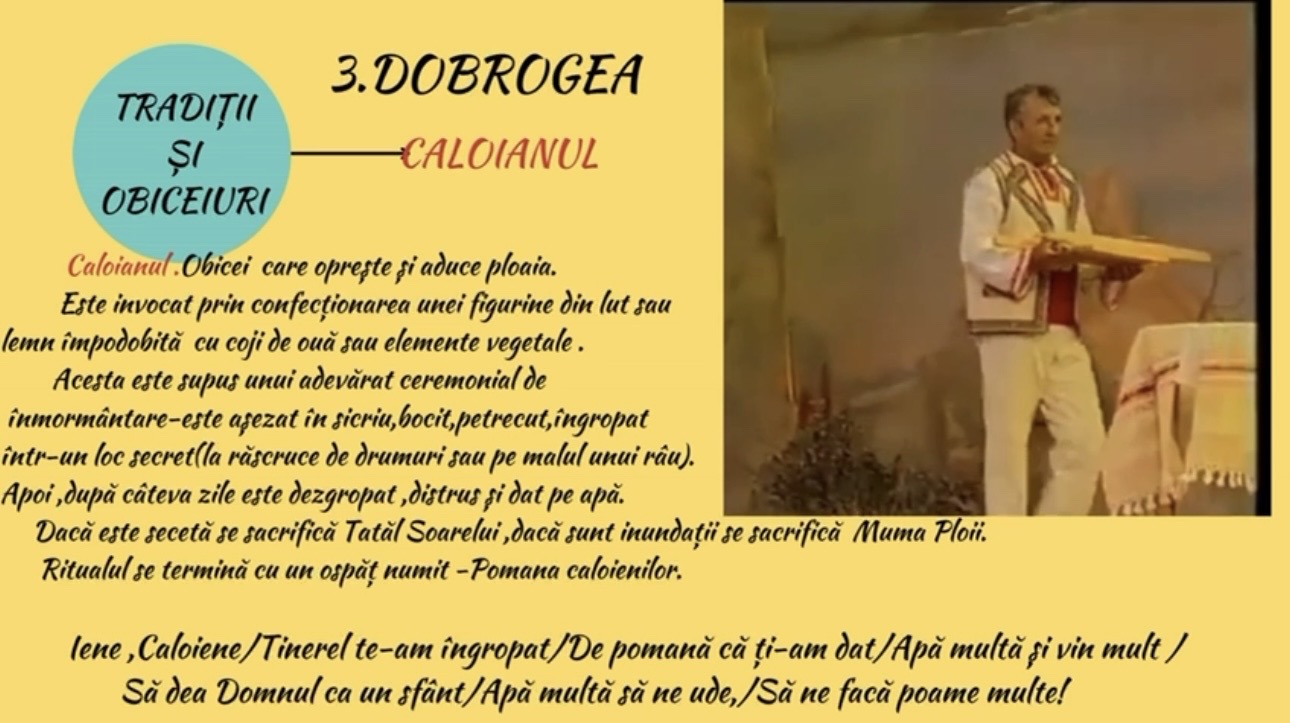 TRADIȚII
ȘI
OBICEIURI
3.DOBROGEA
CALOIANUL
Caloianul .Obicei care oprește și aduce ploaia.
Este invocat prin confecționarea unei figurine din lut sau
lemn împodobită cu coji de ouă sau elemente vegetale .
Acesta este supus unui adevărat ceremonial de
înmormântare-este așezat în sicriu,bocit,petrecut,îngropat
într-un loc secret(la răscruce de drumuri sau pe malul unui râu).
Apoi ,după câteva zile este dezgropat ,distrus și dat pe apă.
Dacă este secetă se sacrifică Tatăl Soarelui ,dacă sunt inundații se sacrifică Muma Ploii.
Ritualul se termină cu un ospăț numit -Pomana caloienilor.
Iene ,Caloiene/Tinerel te-am îngropat/De pomană că ți-am dat/Apă multă și vin mult /
Să dea Domnul ca un sfânt/Apă multă să ne ude,/Să ne facă poame multe!